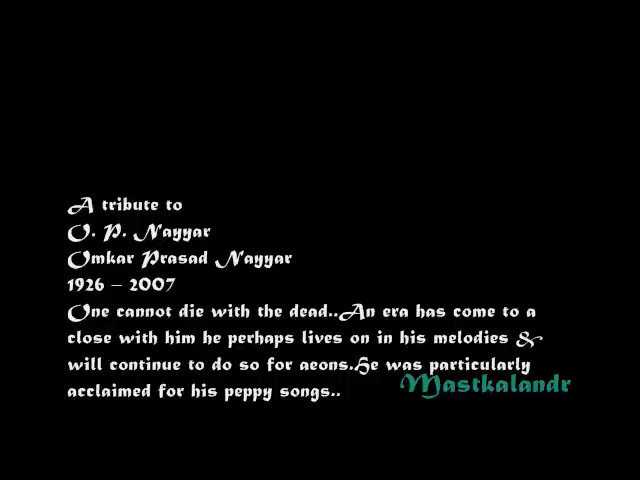 A tribute to
O. P. Nayyar
Omkar Prasad Nayyar
1926 – 2007
One cannot die with the dead..An era has come to a
close with him he perhaps lives on in his melodies &
will continue to do so for aeons.He was particularly
acclaimed for his peppy songs..
Mastkalandr